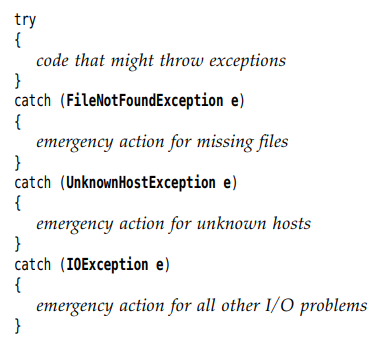 try
{
code that might throw exceptions
}
catch (FileNotFoundException e)
{
emergency action for missing files
}
catch (UnknownHostException e)
{
emergency action for unknown hosts
}
catch (IOException e)
{
emergency action for all other I/O problems
}